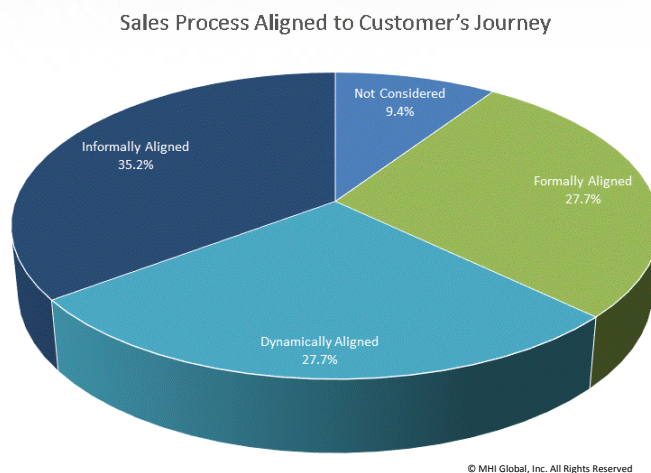 Sales Process Aligned to Customer's Journey
Not Considered
9.4%
Informally Aligned
35.2%
Formally Aligned
27.7%
Dynamically Aligned
27.7%
© MHI Global, Inc. All Rights Reserved